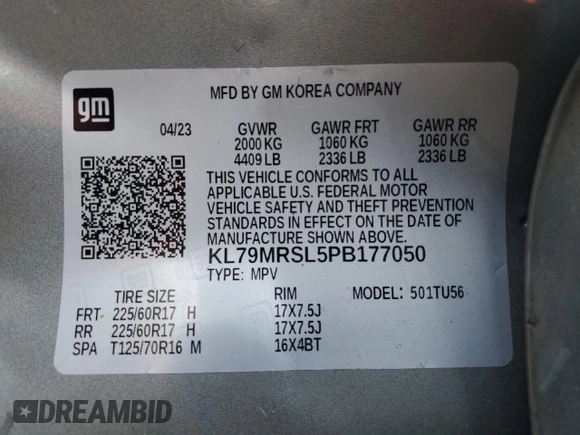 gm
MFD BY GM KOREA COMPANY
04/23 GVWR GAWR FRT GAWR RR
2000 KG 1060 KG 1060 KG
4409 LB 2336 LB 2336 LB
THIS VEHICLE CONFORMS TO ALL
APPLICABLE U.S. FEDERAL MOTOR
VEHICLE SAFETY AND THEFT PREVENTION
STANDARDS IN EFFECT ON THE DATE OF
MANUFACTURE SHOWN ABOVE.
KL79MRSL5PB177050
TYPE: MPV
TIRE SIZE RIM MODEL: 501TU56
FRT 225/60R17 H 17X7.5J
RR 225/60R17 H 17X7.5J
SPA T125/70R16 M 16X4BT
DREAMBID